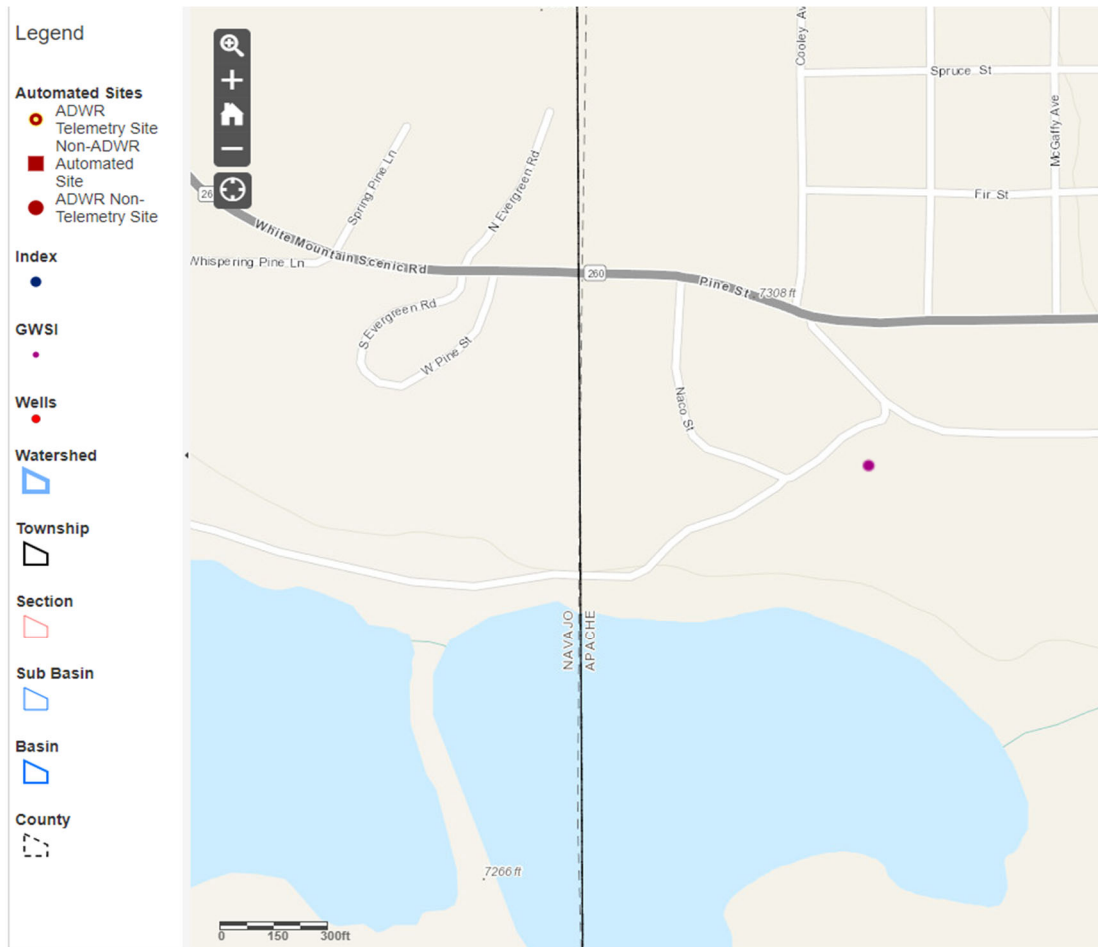 Legend
Automated Sites
ADWR
Telemetry Site
Non-ADWR
Automated
Site
ADWR Non-
Telemetry Site
Index
GWSI
Wells
Watershed
Township
Section
Sub Basin
Basin
County
Cooley Av
Spruce St
McGaffy Ave
Fir St
Spring Pine Ln
N Evergreen Rd
26
White Mountain Scenic Rd
Whispering Pine Ln
260
Pine St
7308 ft
S Evergreen Rd
W Pine St
Naco St
NAVAJO
APACHE
7266 ft
0 150 300ft